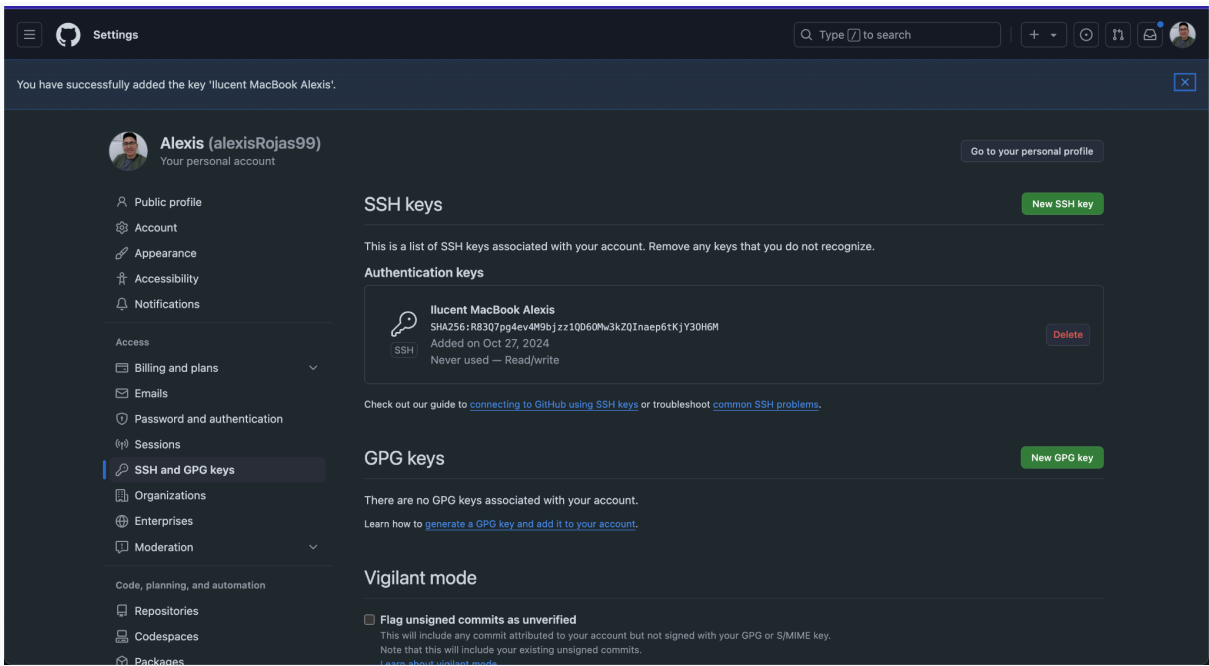 Settings
Type / to search
You have successfully added the key 'Ilucent MacBook Alexis'.
Alexis (alexisRojas99)
Your personal account
Go to your personal profile
Public profile
Account
Appearance
Accessibility
Notifications
Access
Billing and plans
Emails
Password and authentication
Sessions
SSH and GPG keys
Organizations
Enterprises
Moderation
Code, planning, and automation
Repositories
Codespaces
Packages
SSH keys
New SSH key
This is a list of SSH keys associated with your account. Remove any keys that you do not recognize.
Authentication keys
Ilucent MacBook Alexis
SHA256:R83Q7pg4ev4M9bjzz1QD6OMw3kZQInaep6tKjY3OH6M
Added on Oct 27, 2024
Never used — Read/write
SSH
Delete
Check out our guide to connecting to GitHub using SSH keys or troubleshoot common SSH problems.
GPG keys
New GPG key
There are no GPG keys associated with your account.
Learn how to generate a GPG key and add it to your account.
Vigilant mode
Flag unsigned commits as unverified
This will include any commit attributed to your account but not signed with your GPG or S/MIME key.
Note that this will include your existing unsigned commits.
Learn about vigilant mode.